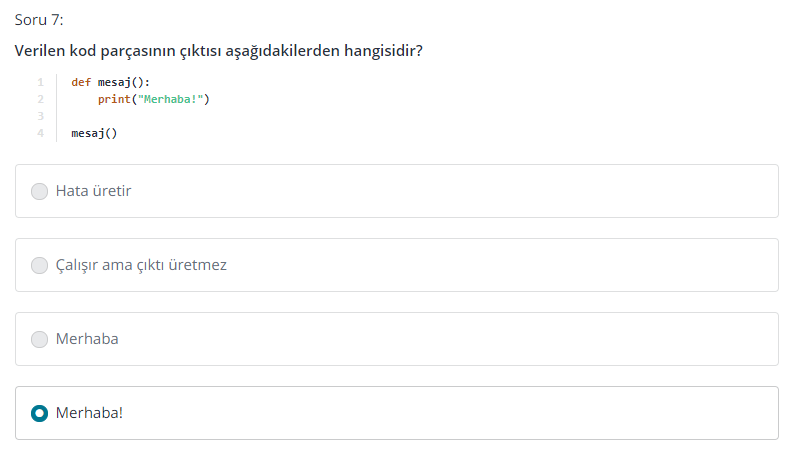 Soru 7:
Verilen kod parçasının çıktısı aşağıdakilerden hangisidir?
1 def mesaj():
2     print("Merhaba!")
3
4 mesaj()
Hata üretir
Çalışır ama çıktı üretmez
Merhaba
Merhaba!